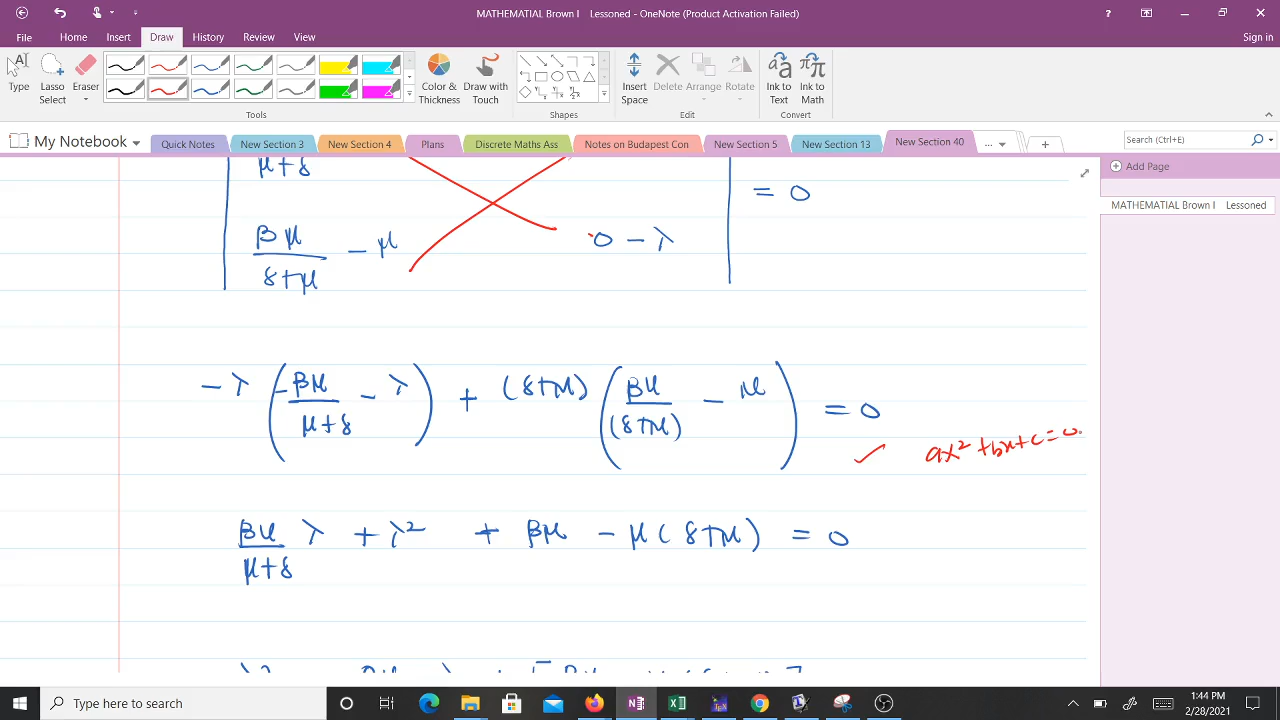 MATHEMATIAL Brown I Lessoned - OneNote (Product Activation Failed)
File Home Insert Draw History Review View Sign in
Type Lasso Select Eraser Color & Thickness Draw with Touch Insert Space Delete Arrange Rotate Ink to Text Ink to Math
Tools Shapes Edit Convert
My Notebook Quick Notes New Section 3 New Section 4 Plans Discrete Maths Ass Notes on Budapest Con New Section 5 New Section 13 New Section 40 ... Search (Ctrl+E)
Add Page
MATHEMATIAL Brown I Lessoned
μ+δ
= 0
βμ/(δ+μ) - μ 0 - λ
- λ ( -βμ/(μ+δ) - λ ) + (δ+μ) ( βμ/(δ+μ) - μ ) = 0
ax² + bx + c = 0
βμ/(μ+δ) λ + λ² + βμ - μ(δ+μ) = 0
Type here to search
1:44 PM
2/28/2021